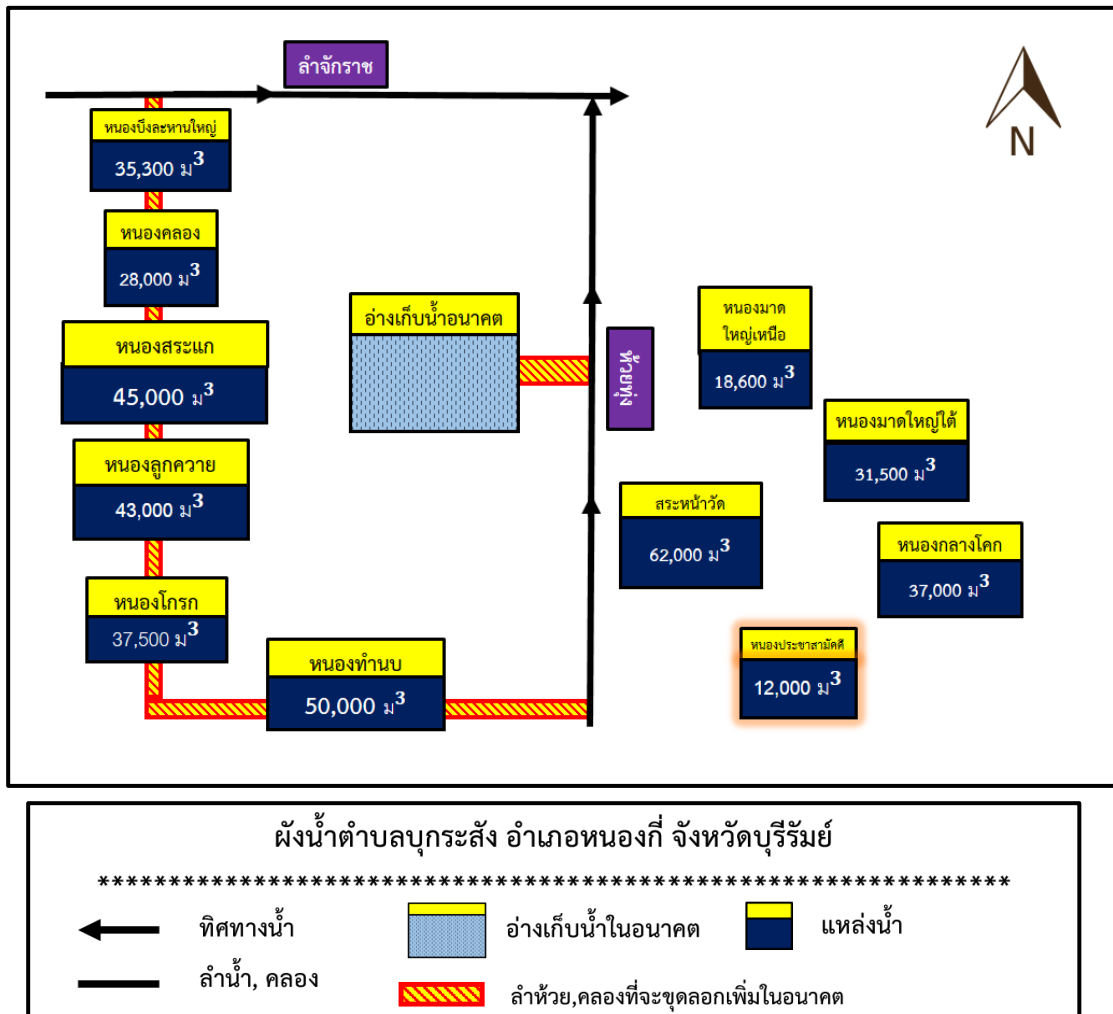 ลำจักราช
N
หนองบึงละหานใหญ่
35,300 ม³
หนองคลอง
28,000 ม³
หนองสระแก
45,000 ม³
หนองลูกควาย
43,000 ม³
หนองโกรก
37,500 ม³
หนองทำนบ
50,000 ม³
อ่างเก็บน้ำอนาคต
ห้วยทุ่ง
หนองมาด
ใหญ่เหนือ
18,600 ม³
หนองมาดใหญ่ใต้
31,500 ม³
สระหน้าวัด
62,000 ม³
หนองกลางโคก
37,000 ม³
หนองประชาสามัคคี
12,000 ม³
ผังน้ำตำบลบุกระสัง อำเภอหนองกี่ จังหวัดบุรีรัมย์
******************************************************************
ทิศทางน้ำ
อ่างเก็บน้ำในอนาคต
แหล่งน้ำ
ลำน้ำ, คลอง
ลำห้วย,คลองที่จะขุดลอกเพิ่มในอนาคต